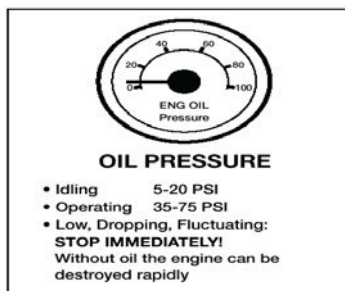 40 60
20 80
0 100
ENG OIL
Pressure
OIL PRESSURE
• Idling 5-20 PSI
• Operating 35-75 PSI
• Low, Dropping, Fluctuating:
STOP IMMEDIATELY!
Without oil the engine can be
destroyed rapidly